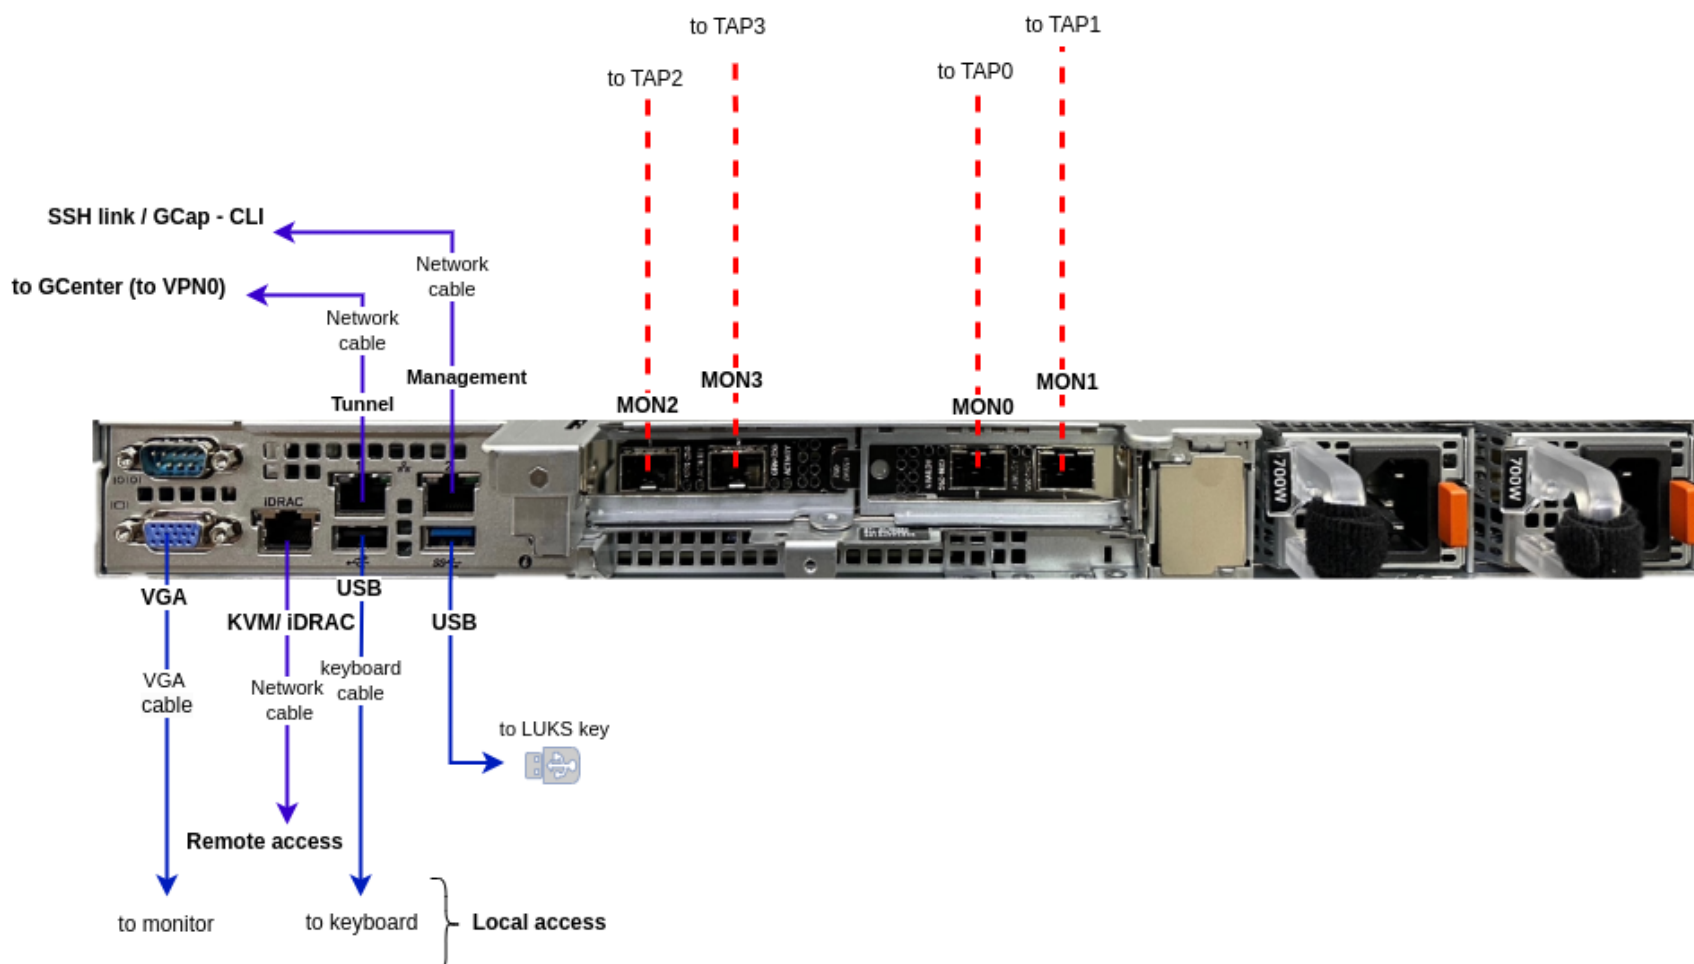 to TAP3
to TAP1
to TAP2
to TAP0
SSH link / GCap - CLI
Network
cable
to GCenter (to VPN0)
Network
cable
Management
Tunnel
MON3
MON1
MON2
MON0
iDRAC
700W
700W
VGA
USB
KVM/ iDRAC
USB
keyboard
cable
VGA
cable
Network
cable
to LUKS key
Remote access
to monitor
to keyboard
Local access